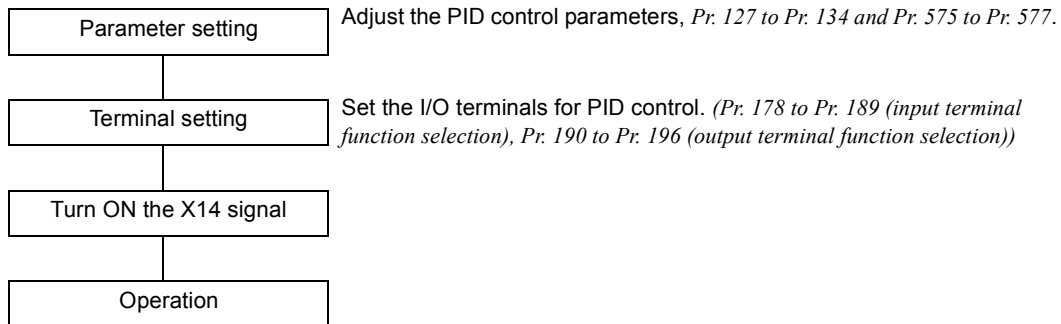 Parameter setting
Adjust the PID control parameters, Pr. 127 to Pr. 134 and Pr. 575 to Pr. 577.
Terminal setting
Set the I/O terminals for PID control. (Pr. 178 to Pr. 189 (input terminal
function selection), Pr. 190 to Pr. 196 (output terminal function selection))
Turn ON the X14 signal
Operation